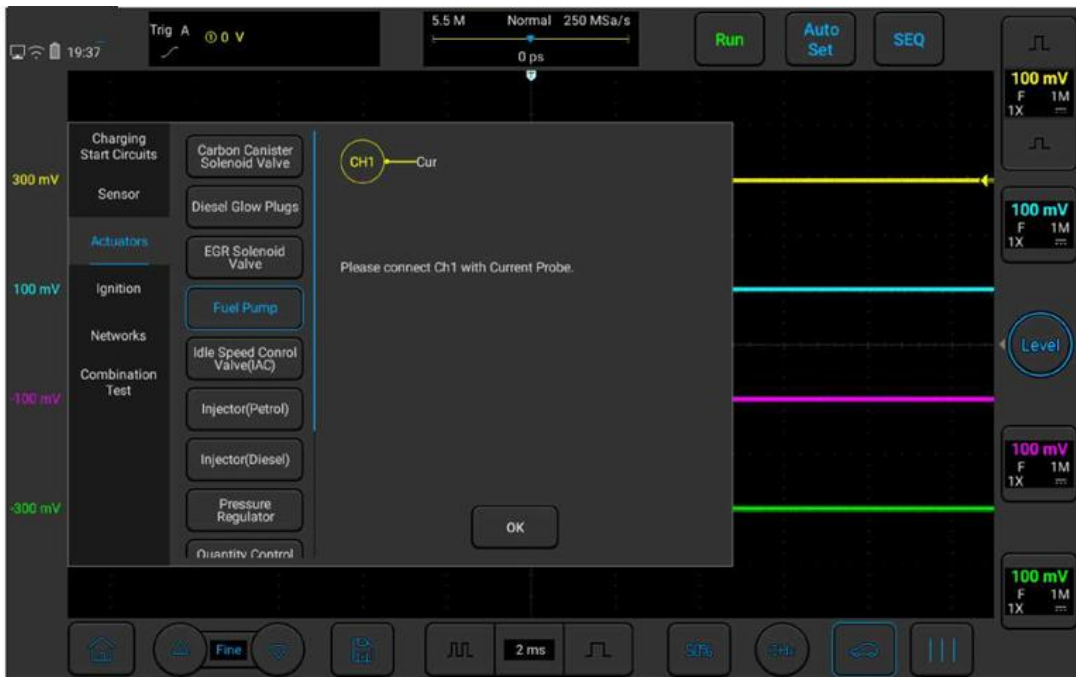 19:37
Trig A ① 0 V
5.5 M Normal 250 MSa/s
0 ps
T
Run
Auto
Set
SEQ
100 mV
F 1M
1X
300 mV
100 mV
-100 mV
-300 mV
Charging
Start Circuits
Sensor
Actuators
Ignition
Networks
Combination
Test
Carbon Canister
Solenoid Valve
Diesel Glow Plugs
EGR Solenoid
Valve
Fuel Pump
Idle Speed Conrol
Valve(IAC)
Injector(Petrol)
Injector(Diesel)
Pressure
Regulator
Quantity Control
CH1 Cur
Please connect Ch1 with Current Probe.
OK
100 mV
F 1M
1X
Level
100 mV
F 1M
1X
100 mV
F 1M
1X
Fine
2 ms
50%